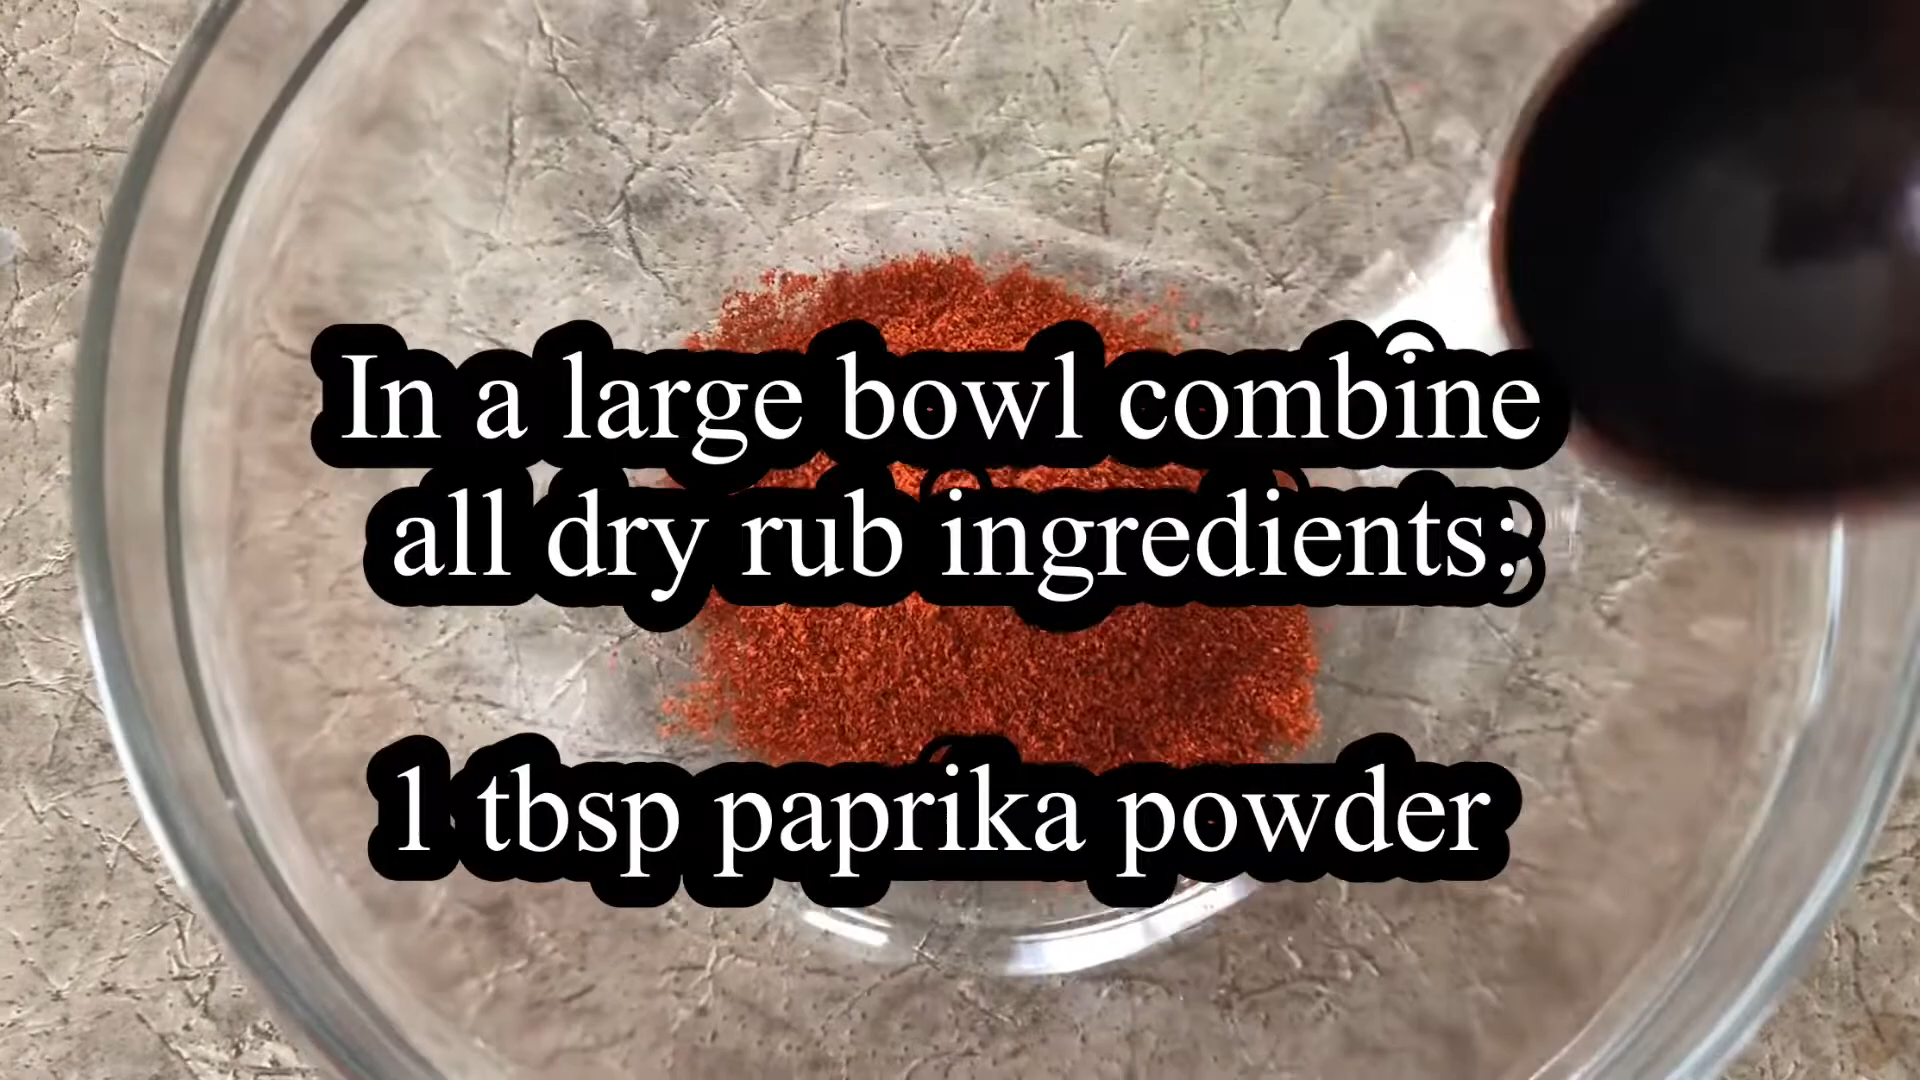 In a large bowl combine
all dry rub ingredients:
1 tbsp paprika powder